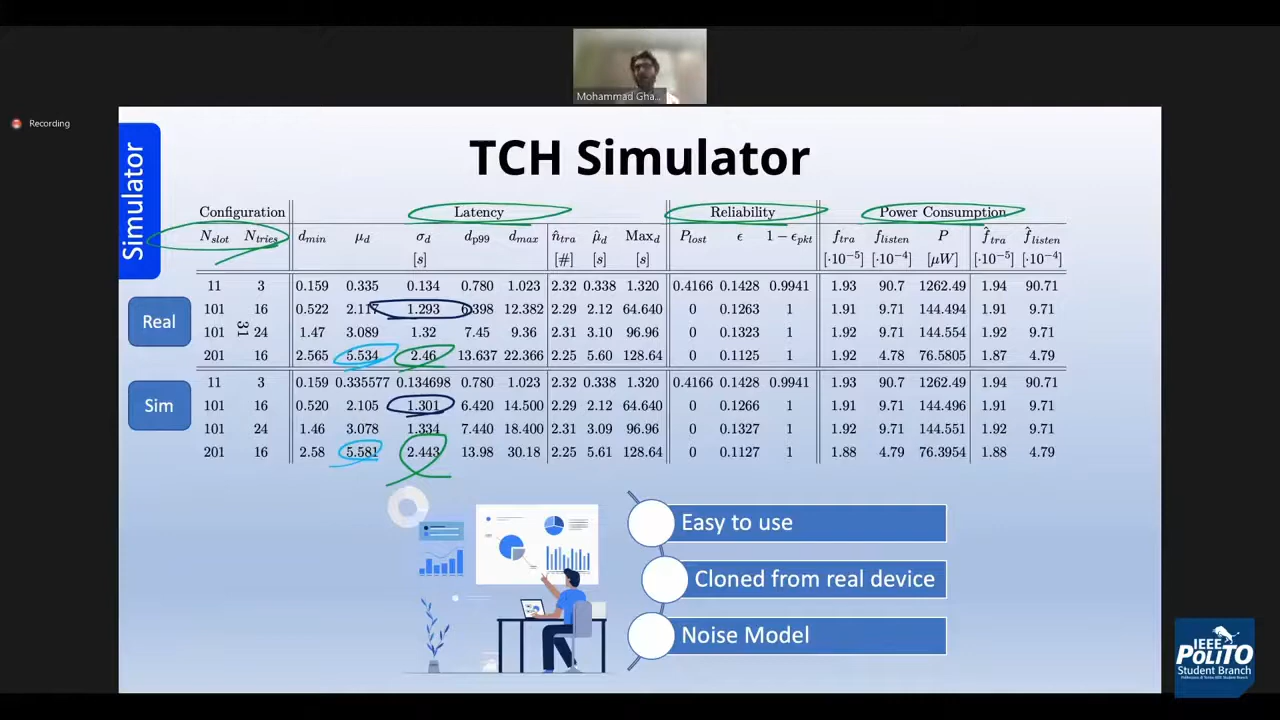 Mohammad Gha...
Recording
Simulator
TCH Simulator
Configuration Latency Reliability Power Consumption
N_slot N_tries d_min μ_d σ_d d_p99 d_max n̂_tra μ̂_d Max_d P_lost ϵ 1 − ϵ_pkt f_tra f_listen P f̂_tra f̂_listen
[s] [#] [s] [s] [·10⁻⁵] [·10⁻⁴] [μW] [·10⁻⁵] [·10⁻⁴]
Real
11 3 0.159 0.335 0.134 0.780 1.023 2.32 0.338 1.320 0.4166 0.1428 0.9941 1.93 90.7 1262.49 1.94 90.71
101 16 0.522 2.117 1.293 6.398 12.382 2.29 2.12 64.640 0 0.1263 1 1.91 9.71 144.494 1.91 9.71
101 24 1.47 3.089 1.32 7.45 9.36 2.31 3.10 96.96 0 0.1323 1 1.92 9.71 144.554 1.92 9.71
31
201 16 2.565 5.534 2.46 13.637 22.366 2.25 5.60 128.64 0 0.1125 1 1.92 4.78 76.5805 1.87 4.79
Sim
11 3 0.159 0.335577 0.134698 0.780 1.023 2.32 0.338 1.320 0.4166 0.1428 0.9941 1.93 90.7 1262.49 1.94 90.71
101 16 0.520 2.105 1.301 6.420 14.500 2.29 2.12 64.640 0 0.1266 1 1.91 9.71 144.496 1.91 9.71
101 24 1.46 3.078 1.334 7.440 18.400 2.31 3.09 96.96 0 0.1327 1 1.92 9.71 144.551 1.92 9.71
201 16 2.58 5.581 2.443 13.98 30.18 2.25 5.61 128.64 0 0.1127 1 1.88 4.79 76.3954 1.88 4.79
Easy to use
Cloned from real device
Noise Model
IEEE
POLITO
Student Branch